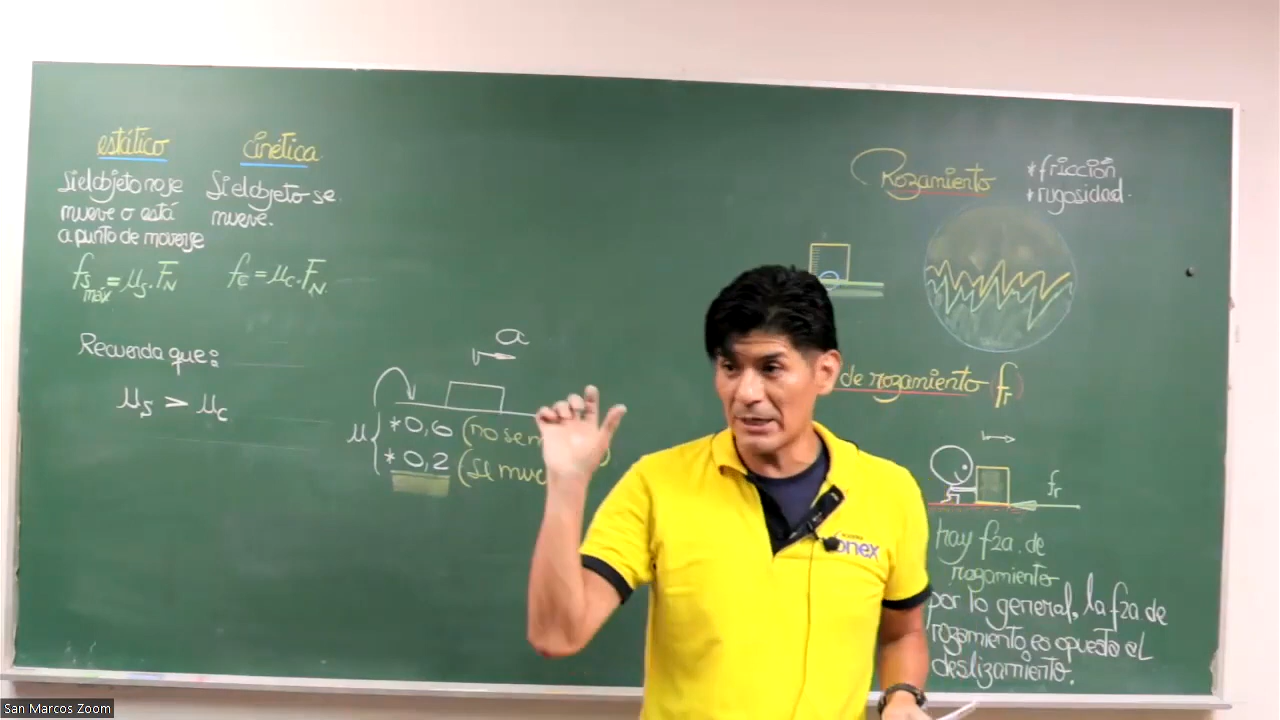 estático
Si el objeto no se
mueve o está
a punto de moverse
fs = μs . FN
máx
cinética
Si el objeto se
mueve.
fc = μc . FN
Recuerda que:
μs > μc
a
μ { * 0,6 (no se
* 0,2 (se mue
Rozamiento
* fricción
* rugosidad.
de rozamiento (fr)
fr
hay fza. de
rozamiento
por lo general, la fza de
rozamiento, es opuesta al
deslizamiento.
onex
San Marcos Zoom